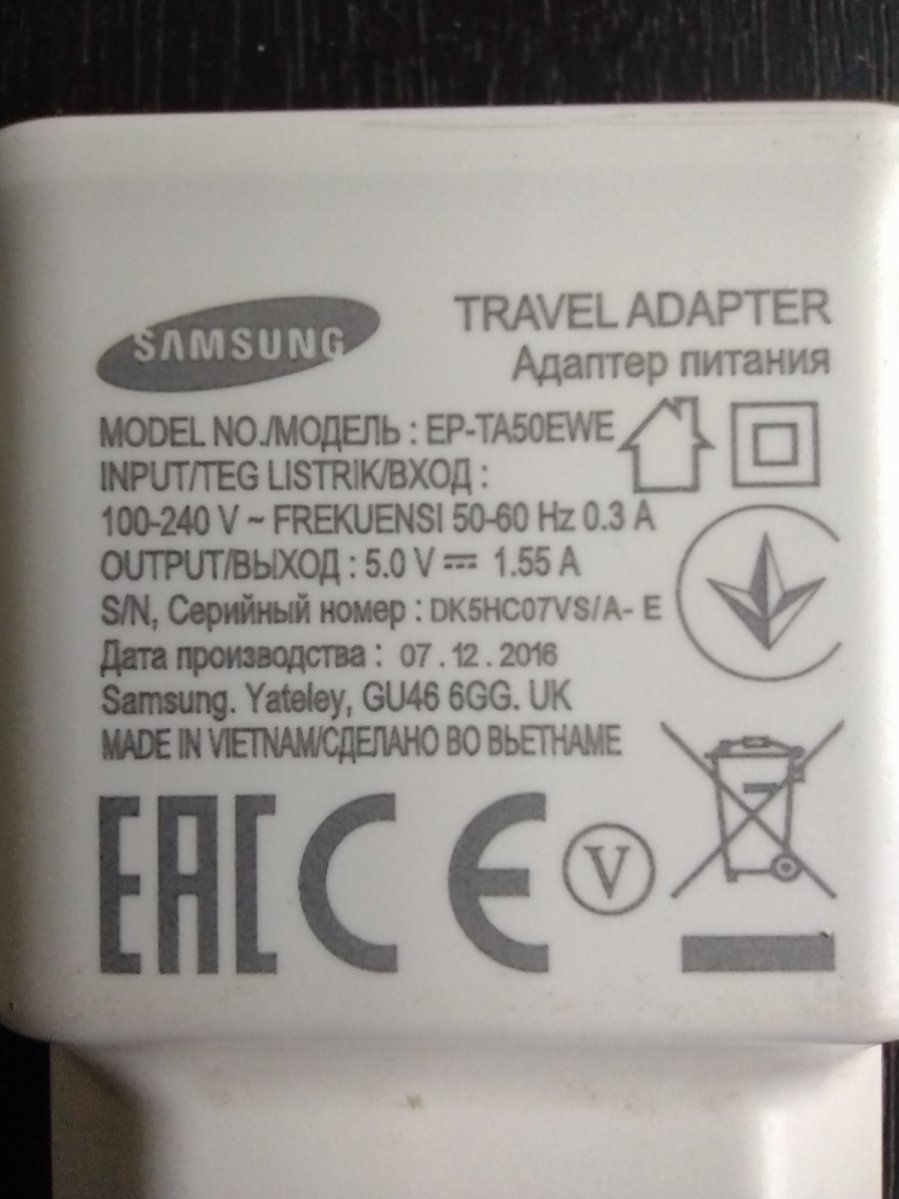 SAMSUNG
TRAVEL ADAPTER
Адаптер питания
MODEL NO./МОДЕЛЬ : EP-TA50EWE
INPUT/TEG LISTRIK/ВХОД :
100-240 V ~ FREKUENSI 50-60 Hz 0.3 A
OUTPUT/ВЫХОД : 5.0 V ⎓ 1.55 A
S/N, Серийный номер : DK5HC07VS/A- E
Дата производства : 07 . 12 . 2016
Samsung. Yateley, GU46 6GG. UK
MADE IN VIETNAM/СДЕЛАНО ВО ВЬЕТНАМЕ
EAC CE V